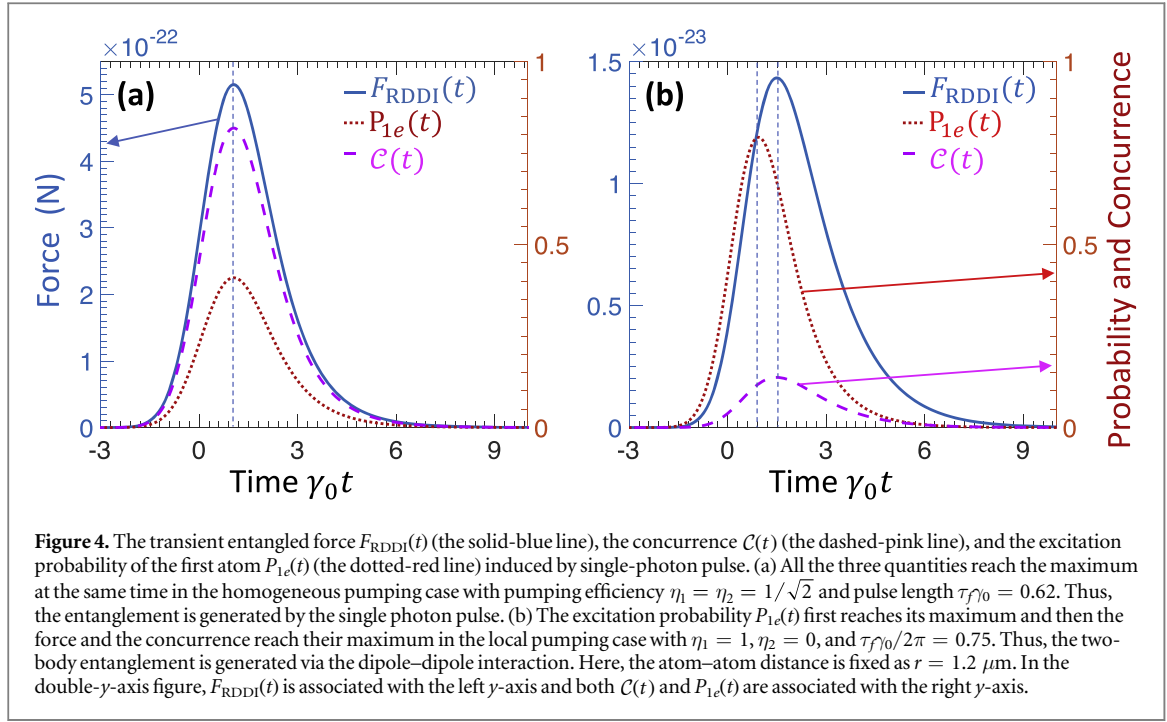 ×10⁻²²
(a)
F_RDDI(t)
P_1e(t)
𝒞(t)
Force (N)
5
4
3
2
1
0
1
0.5
0
-3 0 3 6 9
Time γ₀t
×10⁻²³
(b)
F_RDDI(t)
P_1e(t)
𝒞(t)
1.5
1
0.5
0
1
0.5
0
-3 0 3 6 9
Time γ₀t
Probability and Concurrence
Figure 4. The transient entangled force F_RDDI(t) (the solid-blue line), the concurrence 𝒞(t) (the dashed-pink line), and the excitation
probability of the first atom P_1e(t) (the dotted-red line) induced by single-photon pulse. (a) All the three quantities reach the maximum
at the same time in the homogeneous pumping case with pumping efficiency η₁ = η₂ = 1/√2 and pulse length τ_fγ₀ = 0.62. Thus,
the entanglement is generated by the single photon pulse. (b) The excitation probability P_1e(t) first reaches its maximum and then the
force and the concurrence reach their maximum in the local pumping case with η₁ = 1, η₂ = 0, and τ_fγ₀/2π = 0.75. Thus, the two-
body entanglement is generated via the dipole–dipole interaction. Here, the atom–atom distance is fixed as r = 1.2 μm. In the
double-y-axis figure, F_RDDI(t) is associated with the left y-axis and both 𝒞(t) and P_1e(t) are associated with the right y-axis.